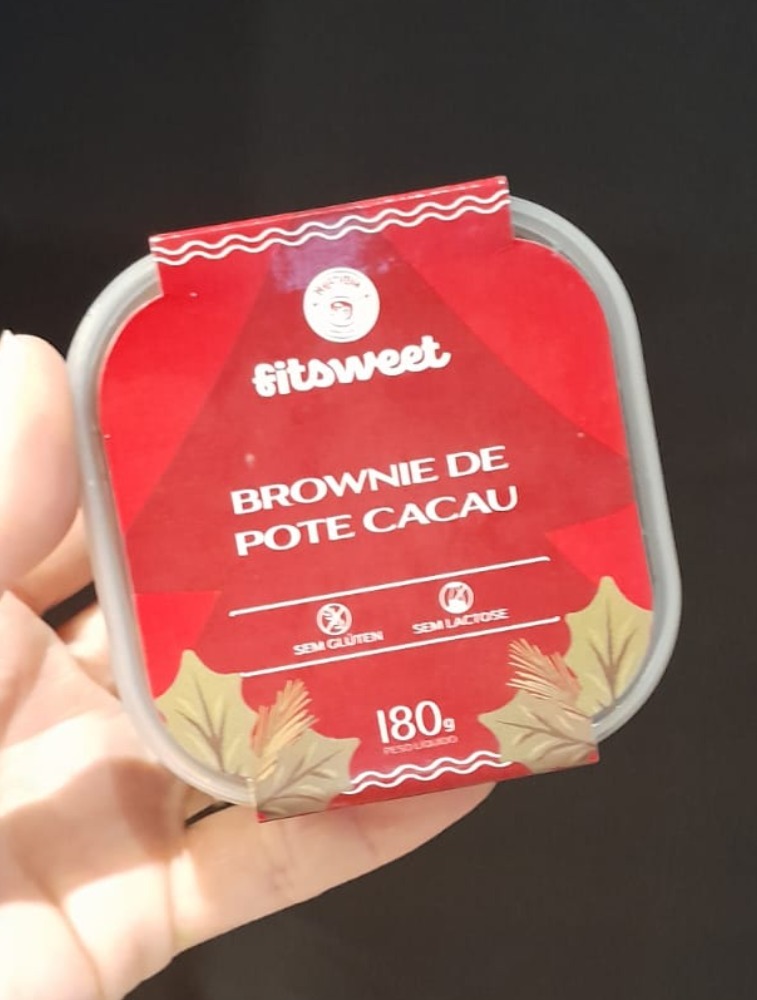 fitsweet
BROWNIE DE
POTE CACAU
SEM GLÚTEN
SEM LACTOSE
180g
PESO LÍQUIDO